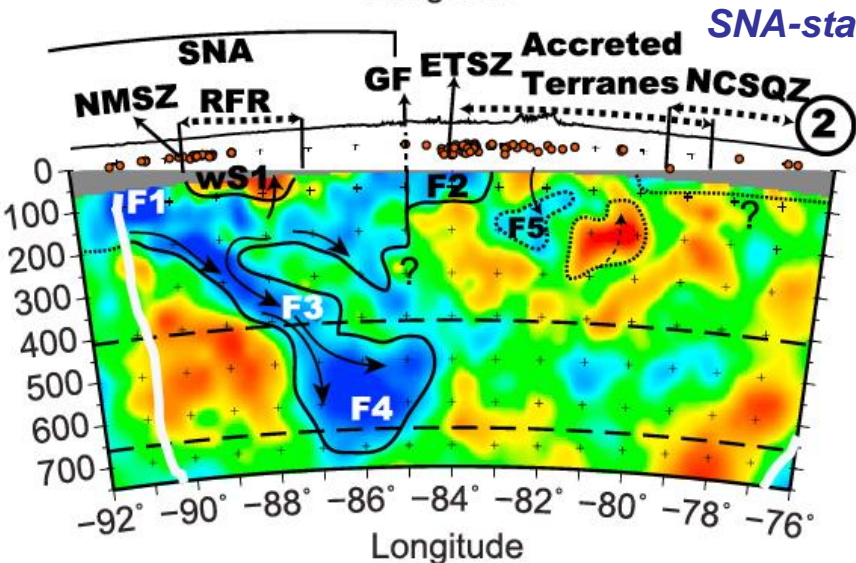 SNA-sta
SNA
Accreted
Terranes
GF
ETSZ
NCSQZ
NMSZ
RFR
2
0
100
200
300
400
500
600
700
wS1
F1
F2
F5
?
?
F3
F4
−92° −90° −88° −86° −84° −82° −80° −78° −76°
Longitude